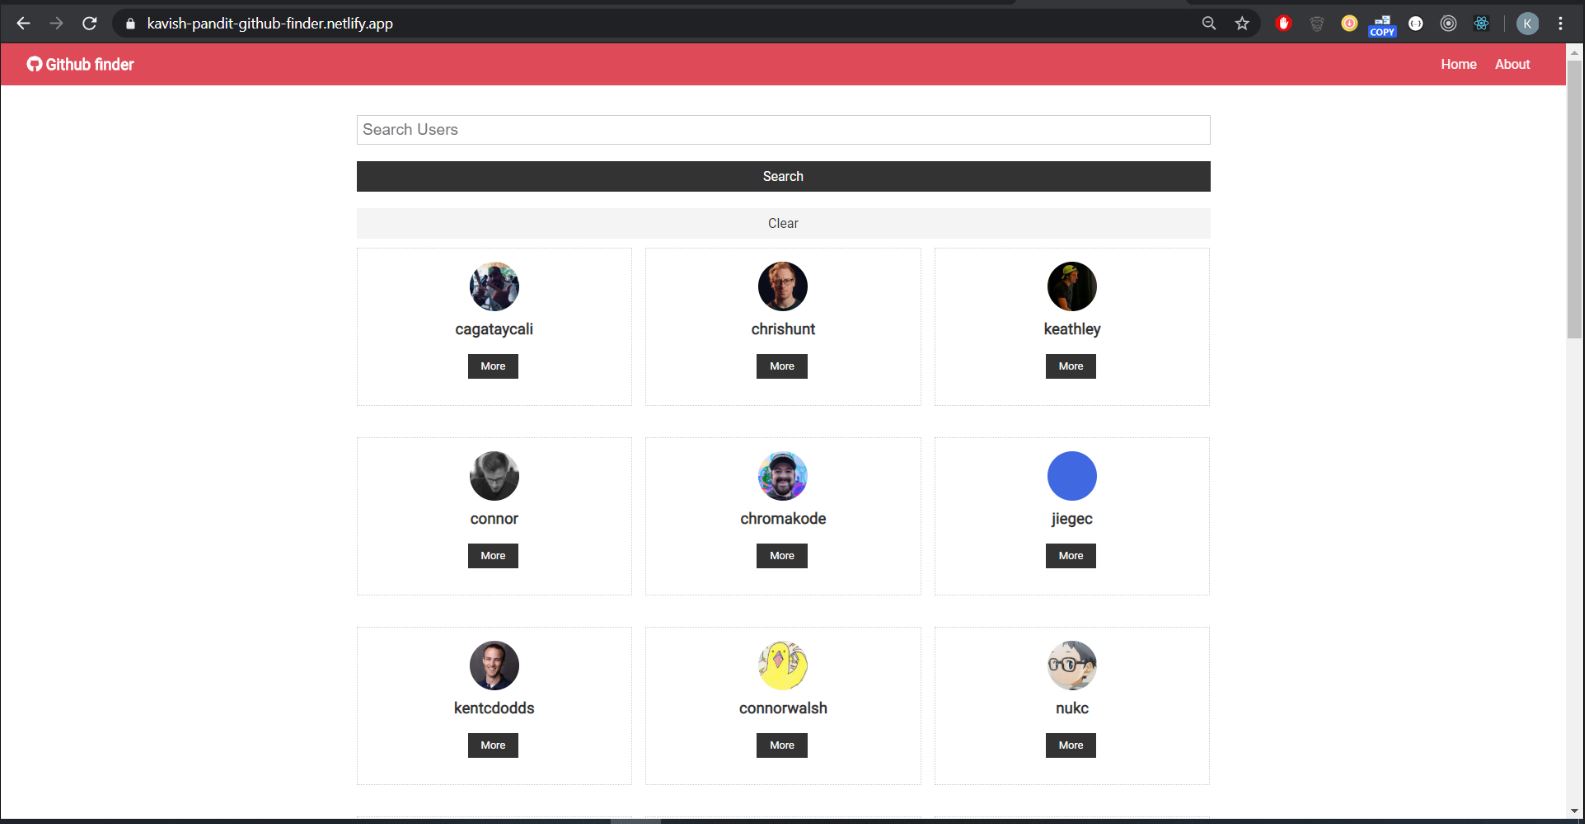 kavish-pandit-github-finder.netlify.app
COPY
K
Github finder
Home About
Search Users
Search
Clear
cagataycali chrishunt keathley
More More More
connor chromakode jiegec
More More More
kentcdodds connorwalsh nukc
More More More